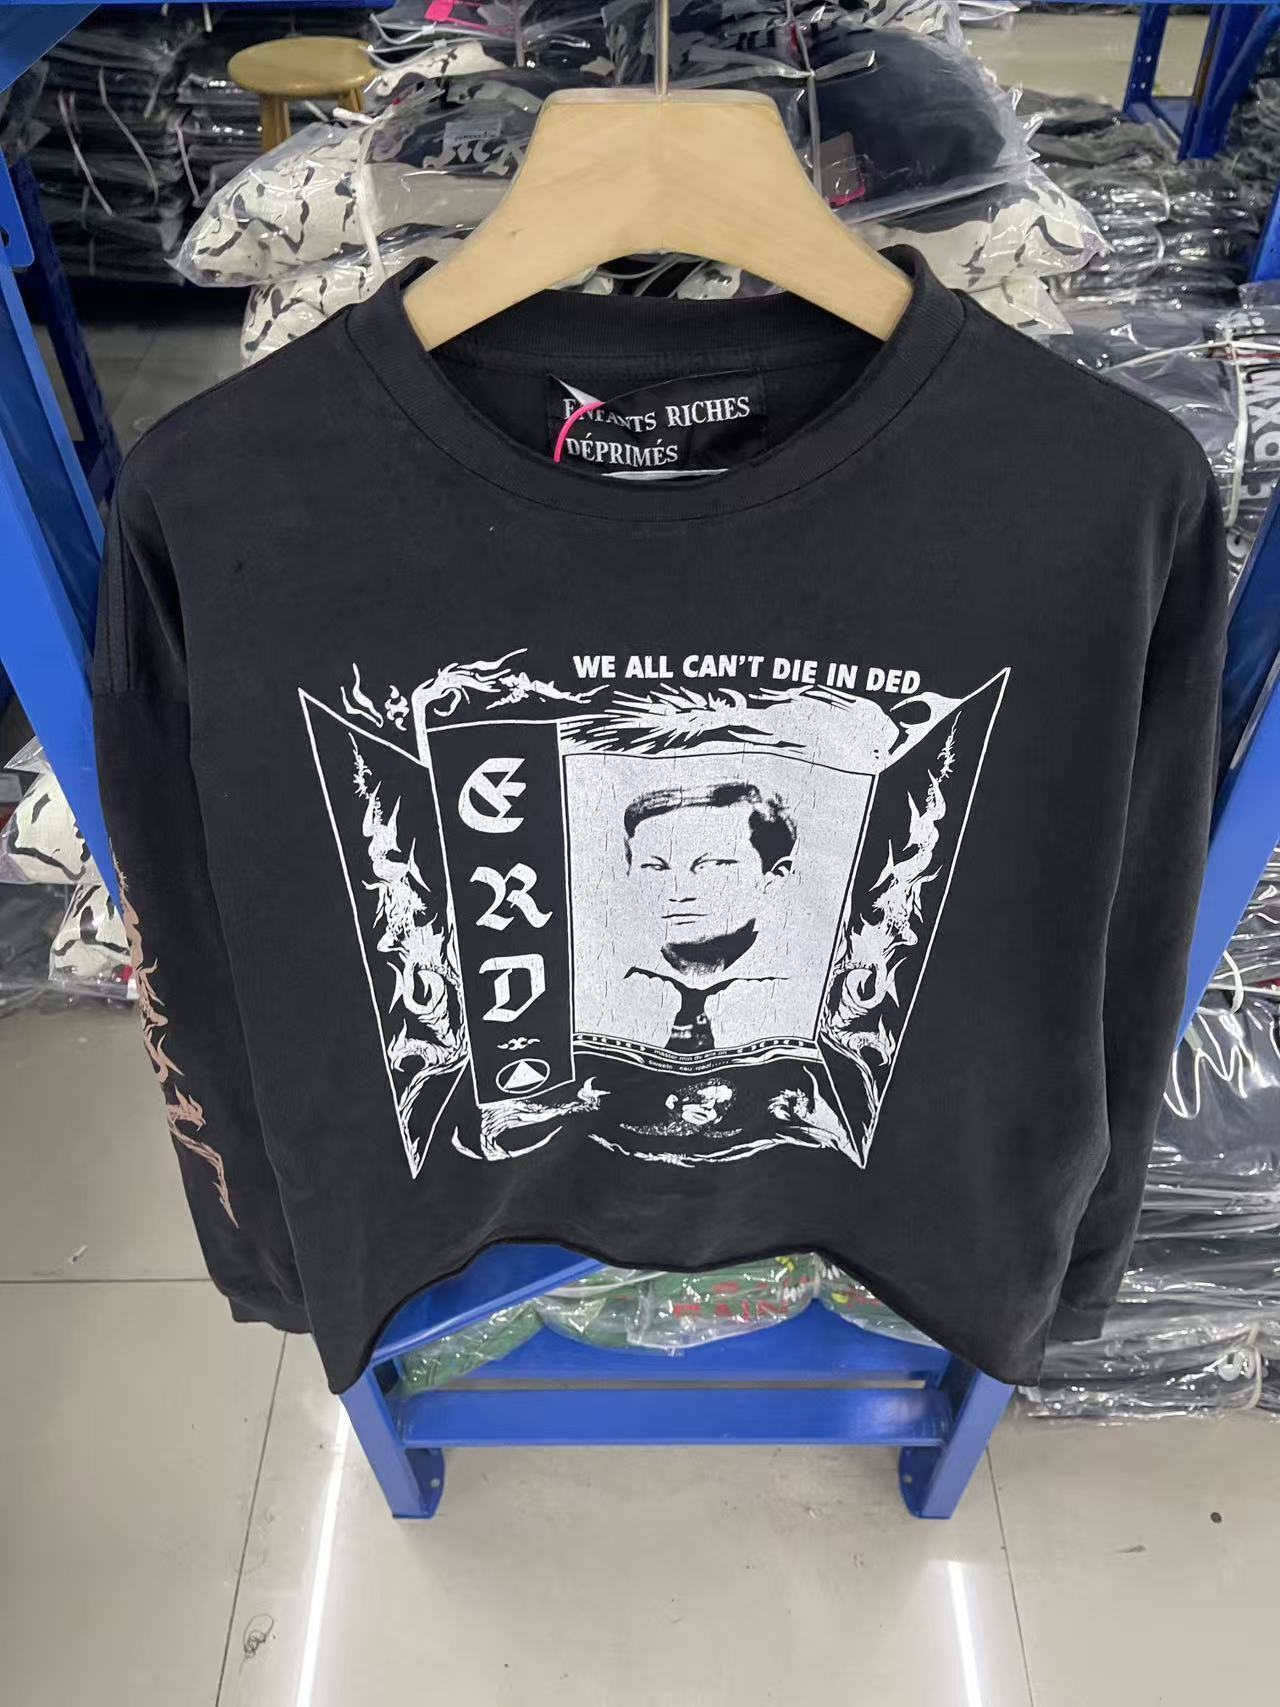 ENFANTS RICHES
DÉPRIMÉS
WE ALL CAN'T DIE IN DED
E
R
D